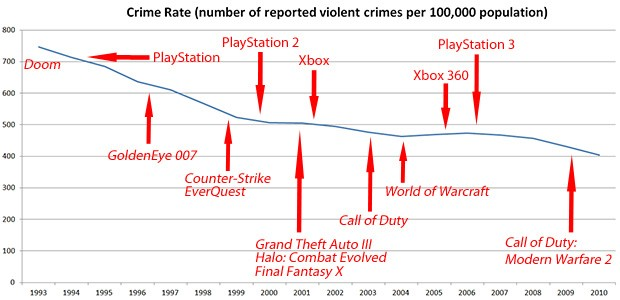 Crime Rate (number of reported violent crimes per 100,000 population)
800
700
600
500
400
300
200
100
0
Doom
PlayStation
GoldenEye 007
Counter-Strike
EverQuest
PlayStation 2
Xbox
Grand Theft Auto III
Halo: Combat Evolved
Final Fantasy X
Call of Duty
World of Warcraft
Xbox 360
PlayStation 3
Call of Duty:
Modern Warfare 2
1993 1994 1995 1996 1997 1998 1999 2000 2001 2002 2003 2004 2005 2006 2007 2008 2009 2010